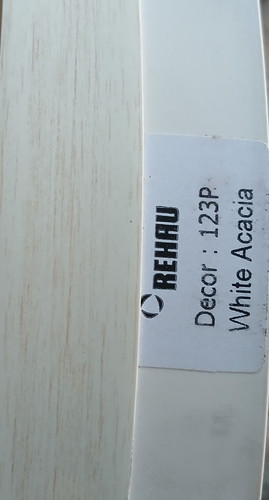 REHAU
Decor : 123P
White Acacia